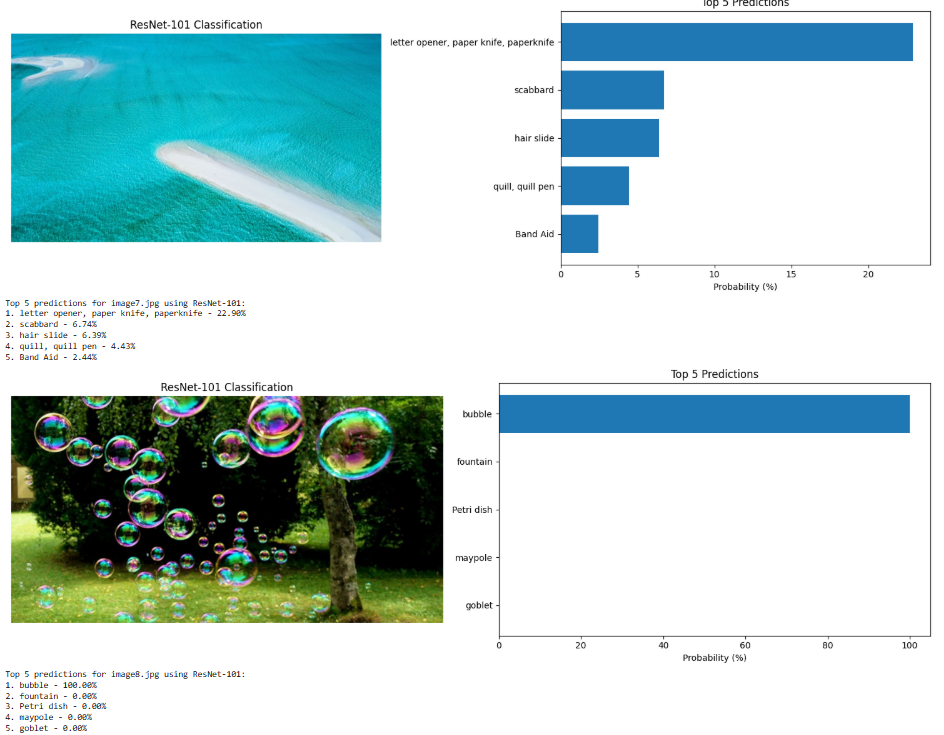 ResNet-101 Classification
Top 5 Predictions
letter opener, paper knife, paperknife
scabbard
hair slide
quill, quill pen
Band Aid
0 5 10 15 20
Probability (%)
Top 5 predictions for image7.jpg using ResNet-101:
1. letter opener, paper knife, paperknife - 22.90%
2. scabbard - 6.74%
3. hair slide - 6.39%
4. quill, quill pen - 4.43%
5. Band Aid - 2.44%
ResNet-101 Classification
Top 5 Predictions
bubble
fountain
Petri dish
maypole
goblet
0 20 40 60 80 100
Probability (%)
Top 5 predictions for image8.jpg using ResNet-101:
1. bubble - 100.00%
2. fountain - 0.00%
3. Petri dish - 0.00%
4. maypole - 0.00%
5. goblet - 0.00%